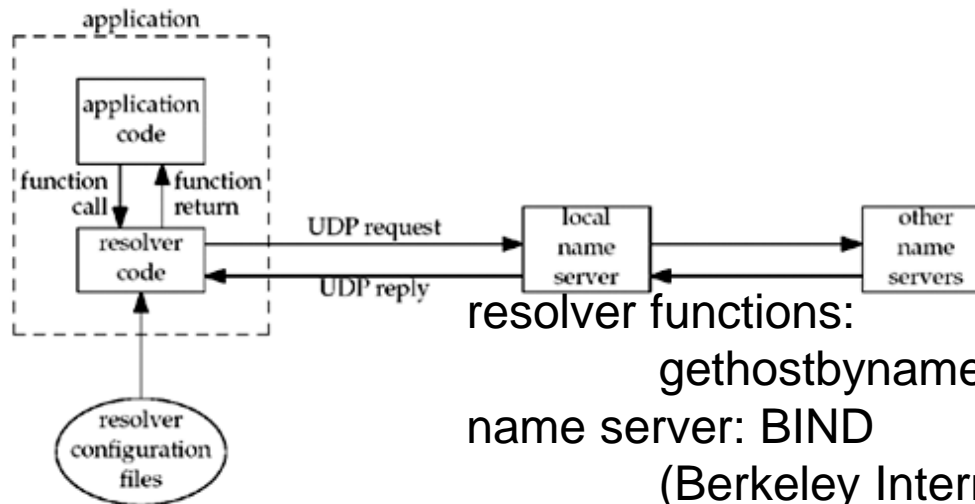 application
application
code
function
call
function
return
resolver
code
UDP request
UDP reply
local
name
server
other
name
servers
resolver
configuration
files
resolver functions:
gethostbyname
name server: BIND
(Berkeley Intern